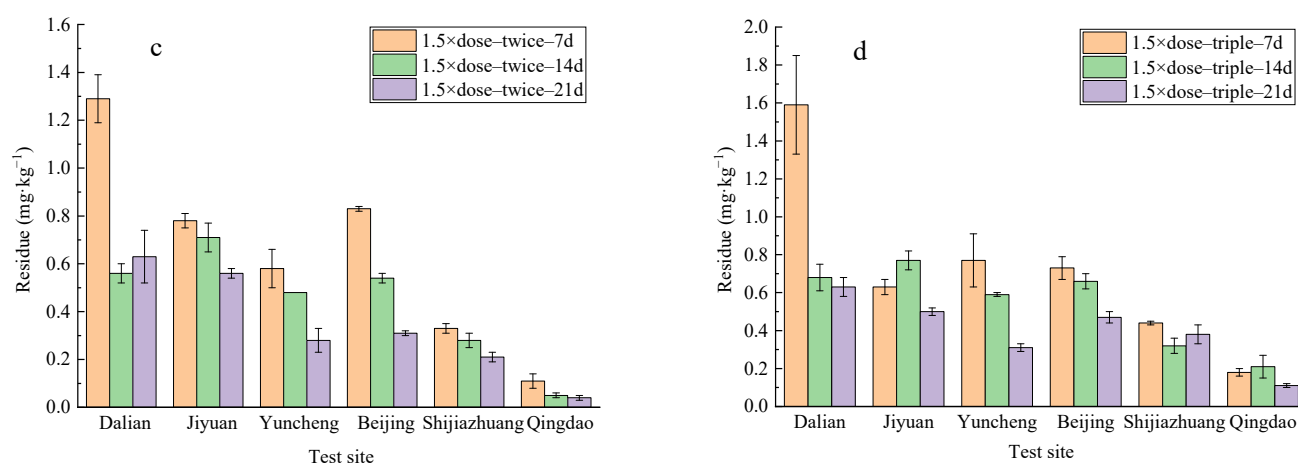 c
1.5×dose–twice–7d
1.5×dose–twice–14d
1.5×dose–twice–21d
Residue (mg·kg⁻¹)
1.6
1.4
1.2
1.0
0.8
0.6
0.4
0.2
0.0
Dalian Jiyuan Yuncheng Beijing Shijiazhuang Qingdao
Test site
d
1.5×dose–triple–7d
1.5×dose–triple–14d
1.5×dose–triple–21d
Residue (mg·kg⁻¹)
2.0
1.8
1.6
1.4
1.2
1.0
0.8
0.6
0.4
0.2
0.0
Dalian Jiyuan Yuncheng Beijing Shijiazhuang Qingdao
Test site